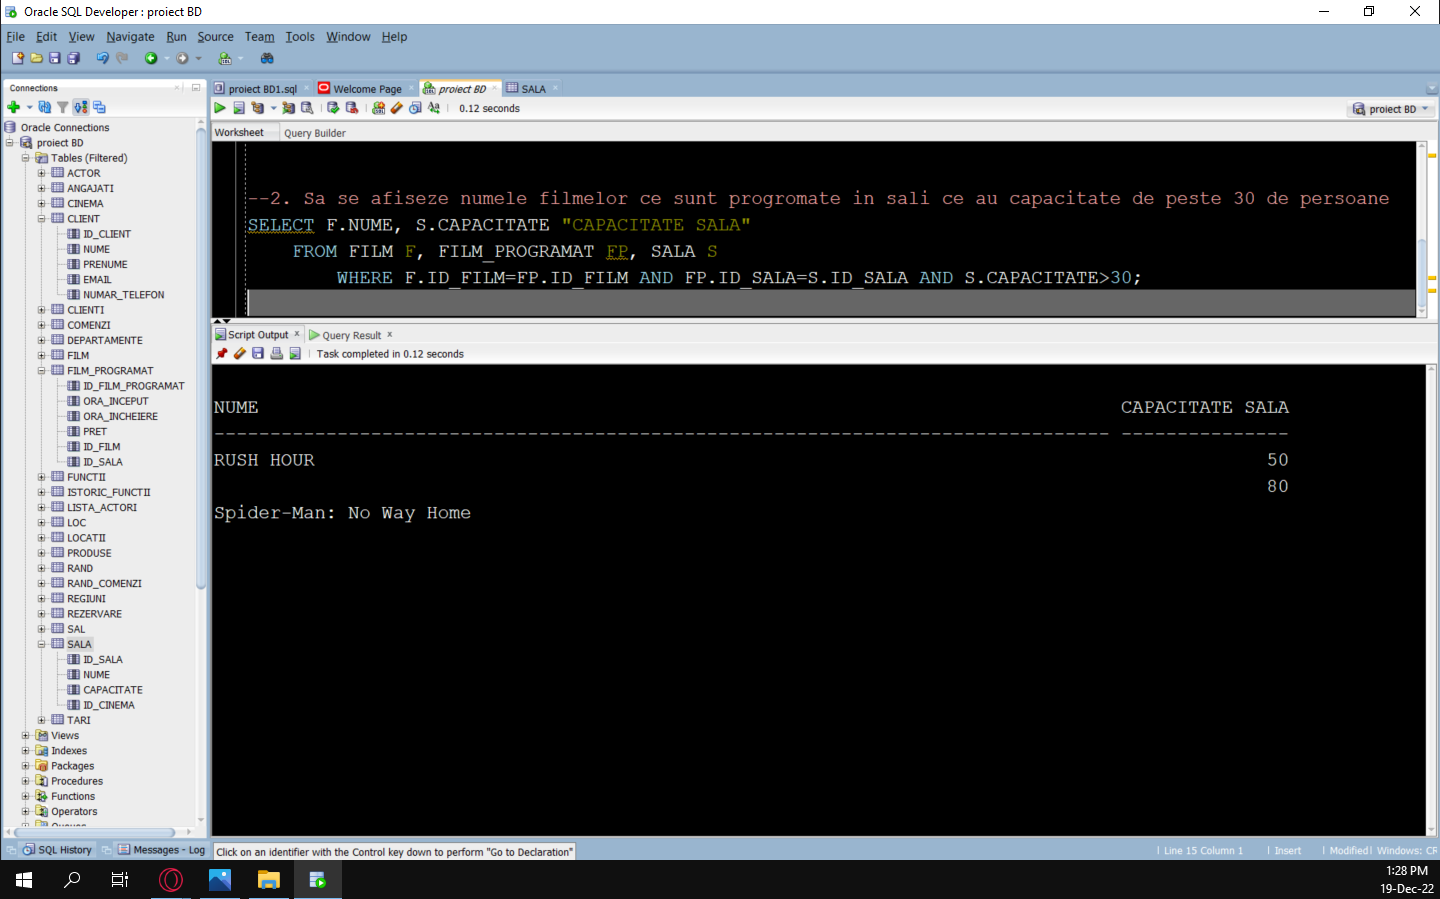 Oracle SQL Developer : proiect BD
File Edit View Navigate Run Source Team Tools Window Help
Connections
Oracle Connections
proiect BD
Tables (Filtered)
ACTOR
ANGAJATI
CINEMA
CLIENT
ID_CLIENT
NUME
PRENUME
EMAIL
NUMAR_TELEFON
CLIENTI
COMENZI
DEPARTAMENTE
FILM
FILM_PROGRAMAT
ID_FILM_PROGRAMAT
ORA_INCEPUT
ORA_INCHEIERE
PRET
ID_FILM
ID_SALA
FUNCTII
ISTORIC_FUNCTII
LISTA_ACTORI
LOC
LOCATII
PRODUSE
RAND
RAND_COMENZI
REGIUNI
REZERVARE
SAL
SALA
ID_SALA
NUME
CAPACITATE
ID_CINEMA
TARI
Views
Indexes
Packages
Procedures
Functions
Operators
SQL History Messages - Log
proiect BD1.sql Welcome Page proiect BD SALA
0.12 seconds proiect BD
Worksheet Query Builder
--2. Sa se afiseze numele filmelor ce sunt progromate in sali ce au capacitate de peste 30 de persoane
SELECT F.NUME, S.CAPACITATE "CAPACITATE SALA"
FROM FILM F, FILM_PROGRAMAT FP, SALA S
WHERE F.ID_FILM=FP.ID_FILM AND FP.ID_SALA=S.ID_SALA AND S.CAPACITATE>30;
Script Output Query Result
Task completed in 0.12 seconds
NUME CAPACITATE SALA
-------------------------------------------------------------------------------- ---------------
RUSH HOUR 50
80
Spider-Man: No Way Home
Click on an identifier with the Control key down to perform "Go to Declaration"
Line 15 Column 1 Insert Modified Windows: CR
1:28 PM
19-Dec-22